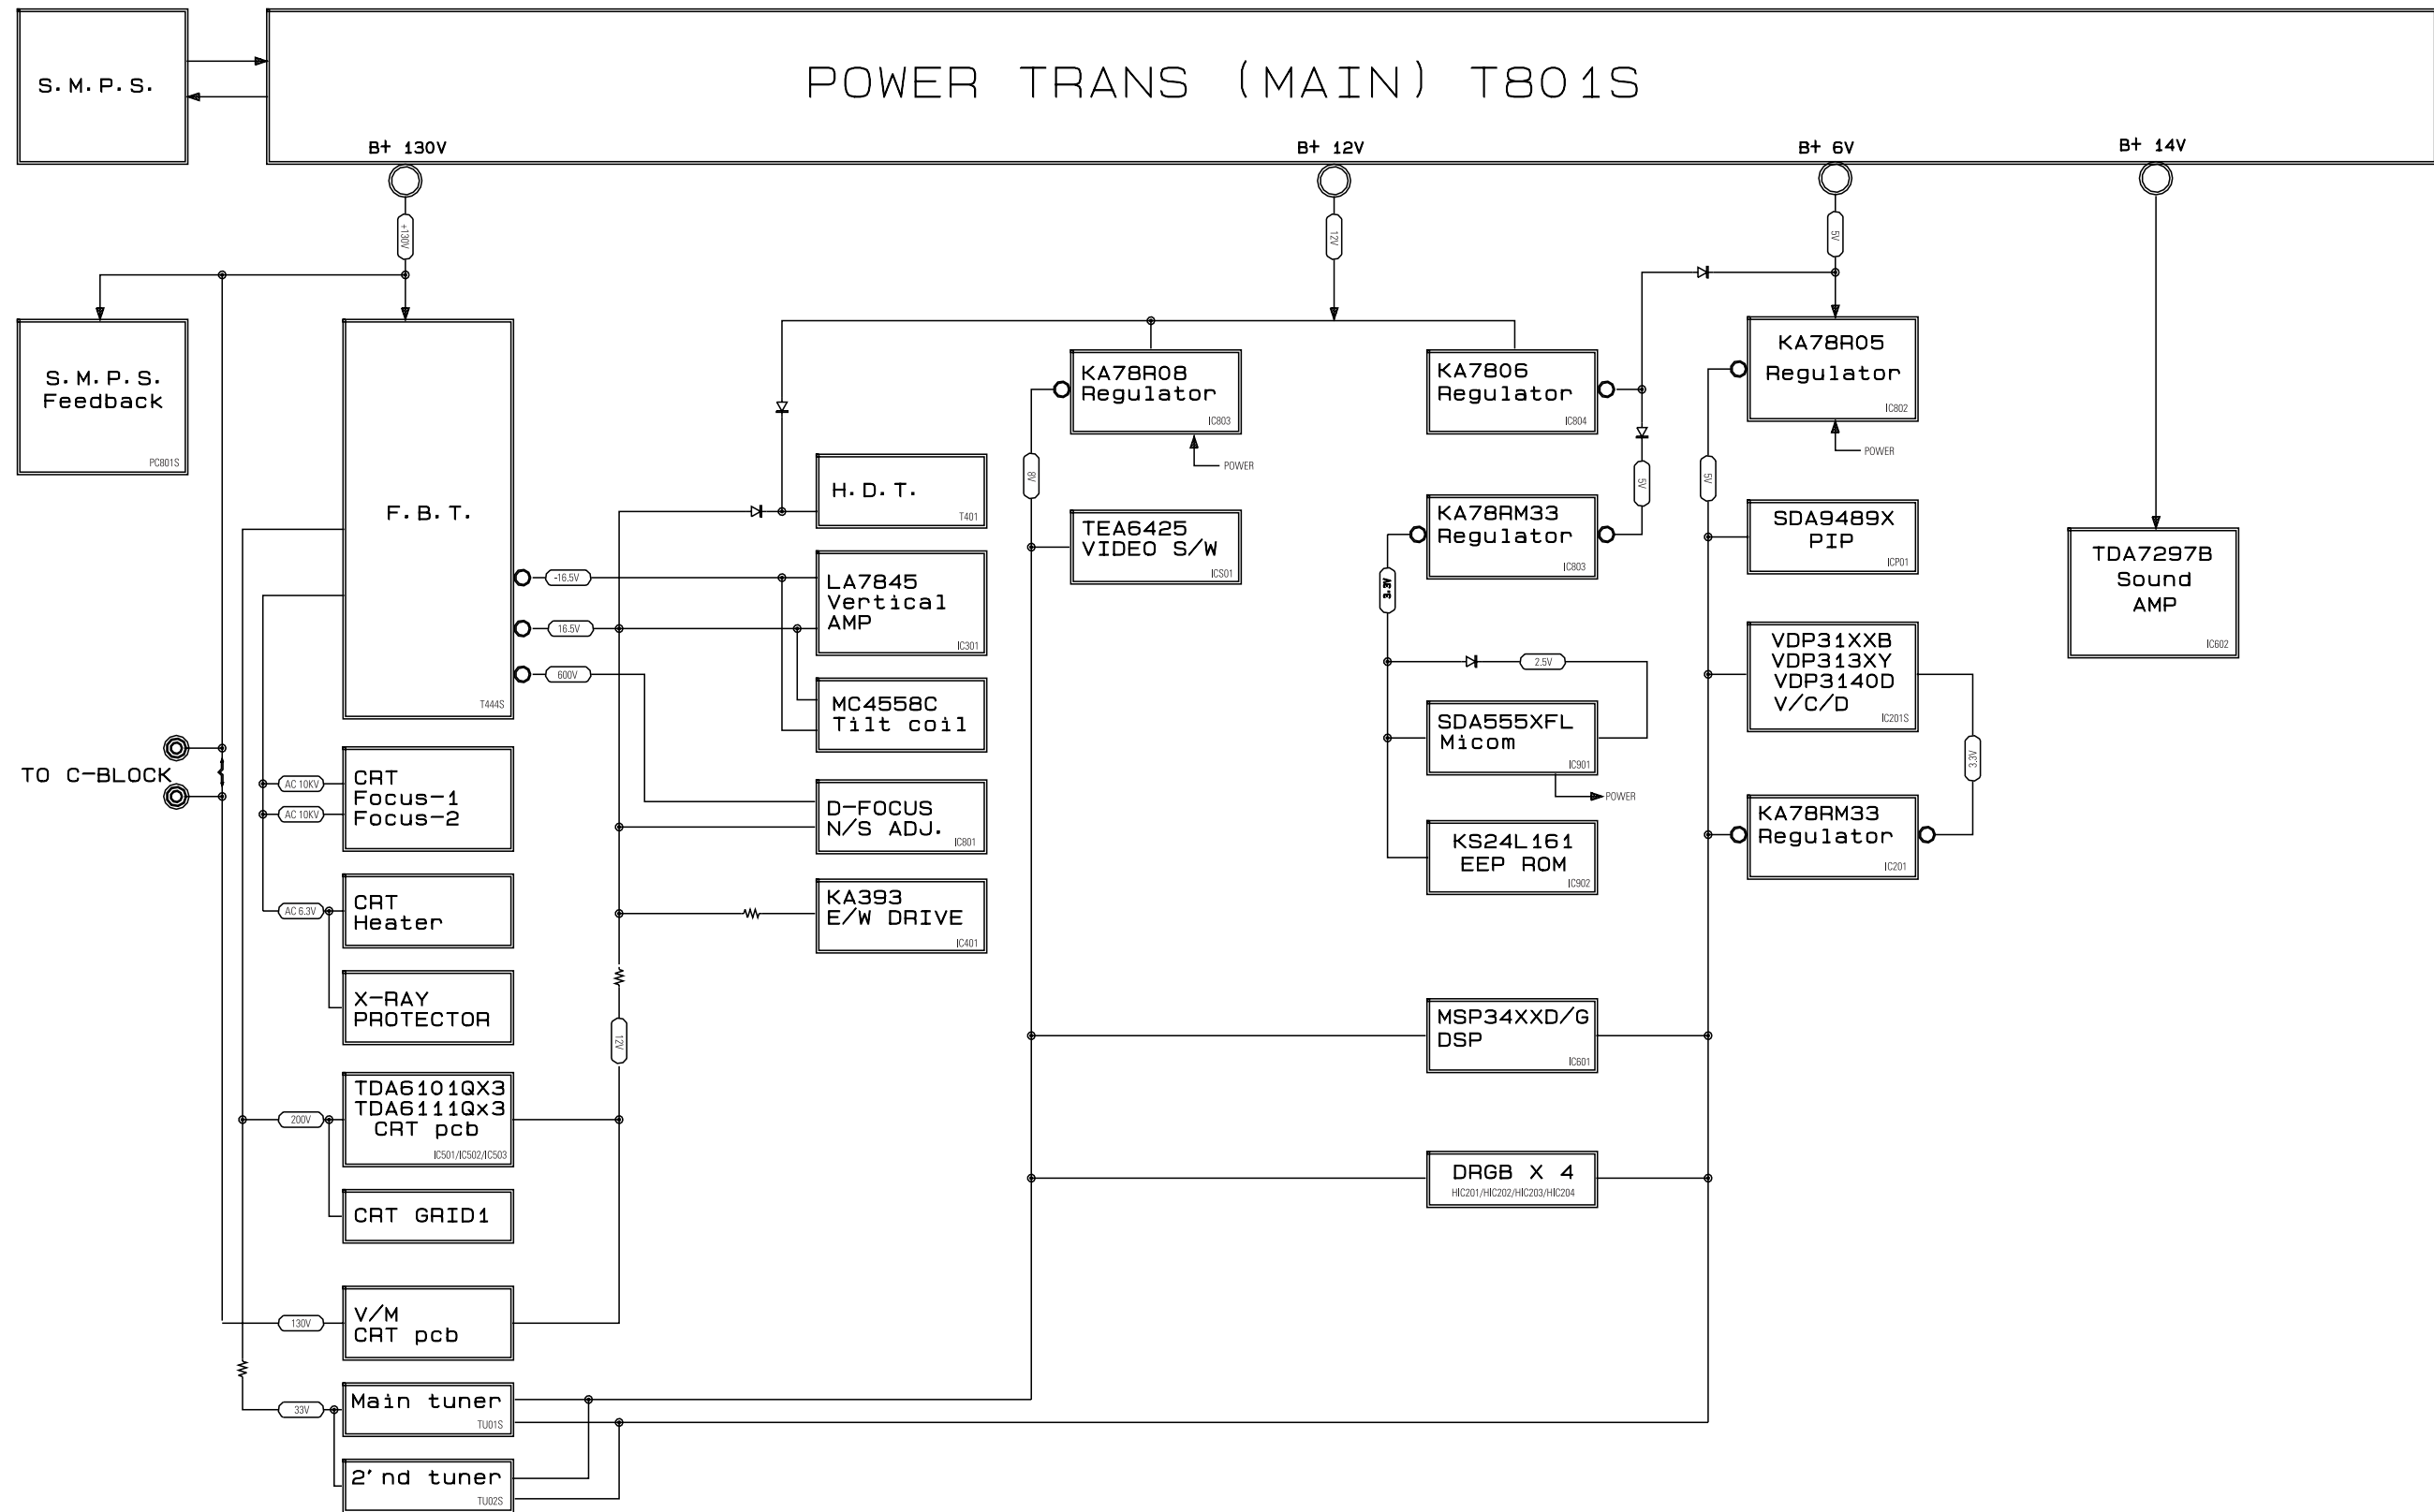 S.M.P.S.
POWER TRANS (MAIN) T801S
B+ 130V
B+ 12V
B+ 6V
B+ 14V
+130V
12V
5V
S.M.P.S.
Feedback
PC801S
F.B.T.
T444S
-16.5V
16.5V
600V
H.D.T.
T401
LA7845
Vertical
AMP
IC301
MC4558C
Tilt coil
D-FOCUS
N/S ADJ.
IC801
KA393
E/W DRIVE
IC401
12V
KA78R08
Regulator
IC803
POWER
8V
TEA6425
VIDEO S/W
ICS01
KA7806
Regulator
IC804
5V
KA78RM33
Regulator
IC803
3.3V
2.5V
SDA555XFL
Micom
IC901
POWER
KS24L161
EEP ROM
IC902
MSP34XXD/G
DSP
IC601
DRGB X 4
HIC201/HIC202/HIC203/HIC204
KA78R05
Regulator
IC802
POWER
5V
SDA9489X
PIP
ICP01
VDP31XXB
VDP313XY
VDP3140D
V/C/D
IC201S
3.3V
KA78RM33
Regulator
IC201
TDA7297B
Sound
AMP
IC602
TO C-BLOCK
AC 10KV
AC 10KV
CRT
Focus-1
Focus-2
AC 6.3V
CRT
Heater
X-RAY
PROTECTOR
200V
TDA6101QX3
TDA6111Qx3
CRT pcb
IC501/IC502/IC503
CRT GRID1
130V
V/M
CRT pcb
33V
Main tuner
TU01S
2'nd tuner
TU02S